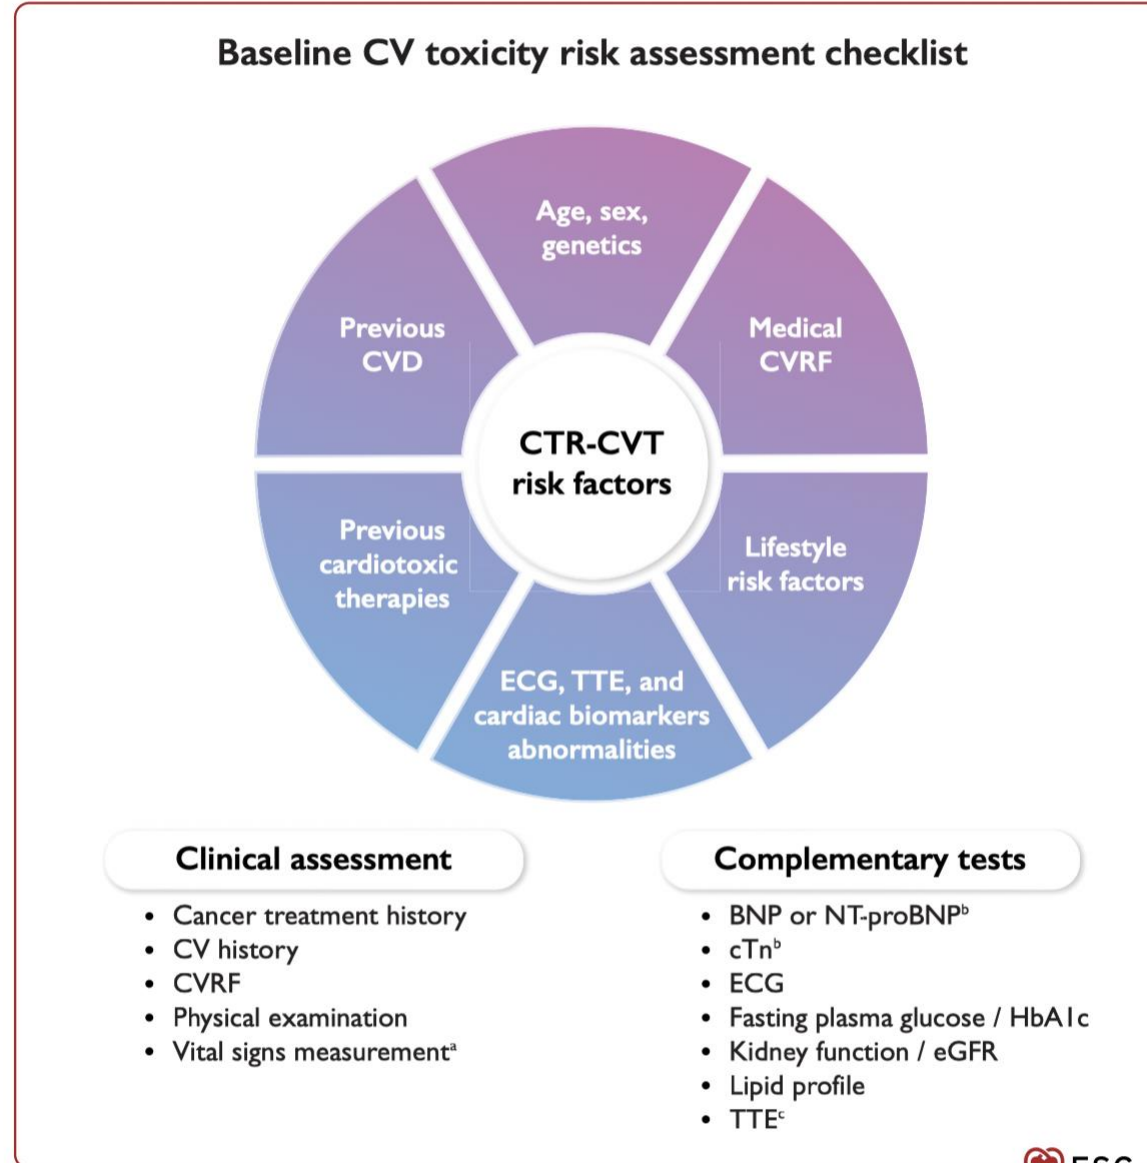 Baseline CV toxicity risk assessment checklist
Age, sex,
genetics
Previous
CVD
Medical
CVRF
CTR-CVT
risk factors
Previous
cardiotoxic
therapies
Lifestyle
risk factors
ECG, TTE, and
cardiac biomarkers
abnormalities
Clinical assessment
• Cancer treatment history
• CV history
• CVRF
• Physical examination
• Vital signs measurementᵃ
Complementary tests
• BNP or NT-proBNPᵇ
• cTnᵇ
• ECG
• Fasting plasma glucose / HbA1c
• Kidney function / eGFR
• Lipid profile
• TTEᶜ
ESC